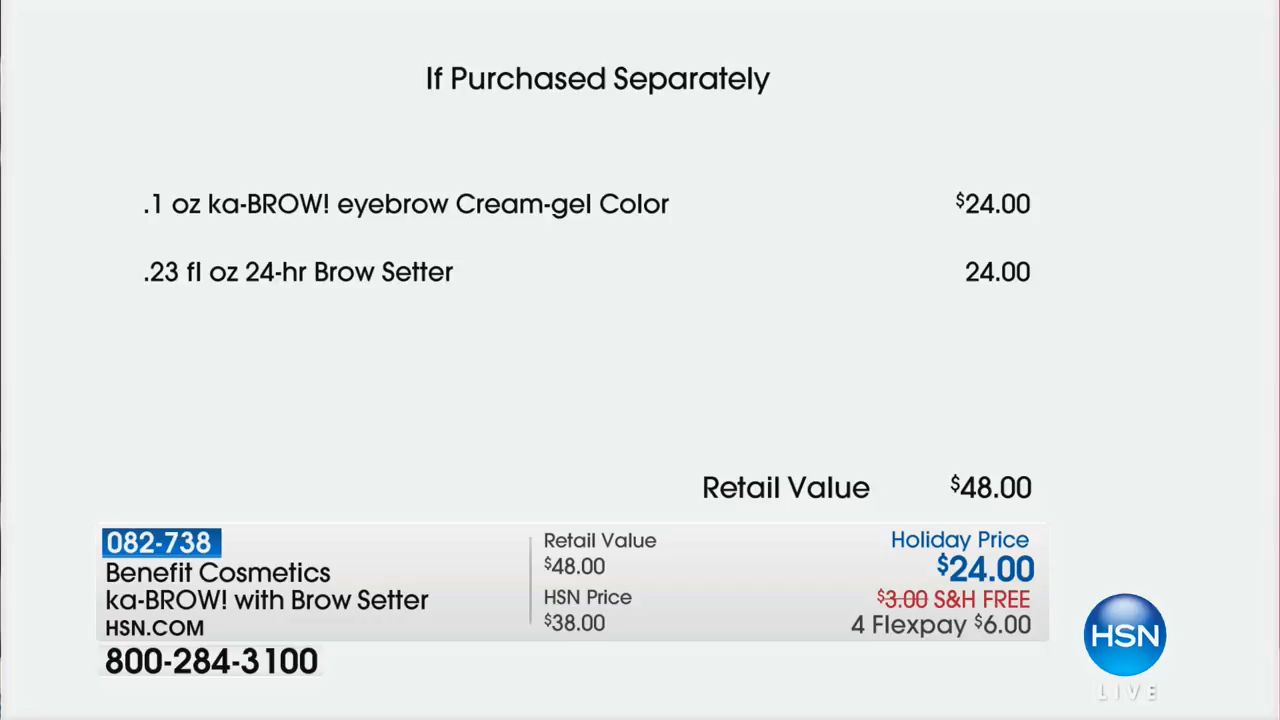 If Purchased Separately
.1 oz ka-BROW! eyebrow Cream-gel Color $24.00
.23 fl oz 24-hr Brow Setter 24.00
Retail Value $48.00
082-738
Benefit Cosmetics
ka-BROW! with Brow Setter
HSN.COM
800-284-3100
Retail Value
$48.00
HSN Price
$38.00
Holiday Price
$24.00
$3.00 S&H FREE
4 Flexpay $6.00
HSN
LIVE